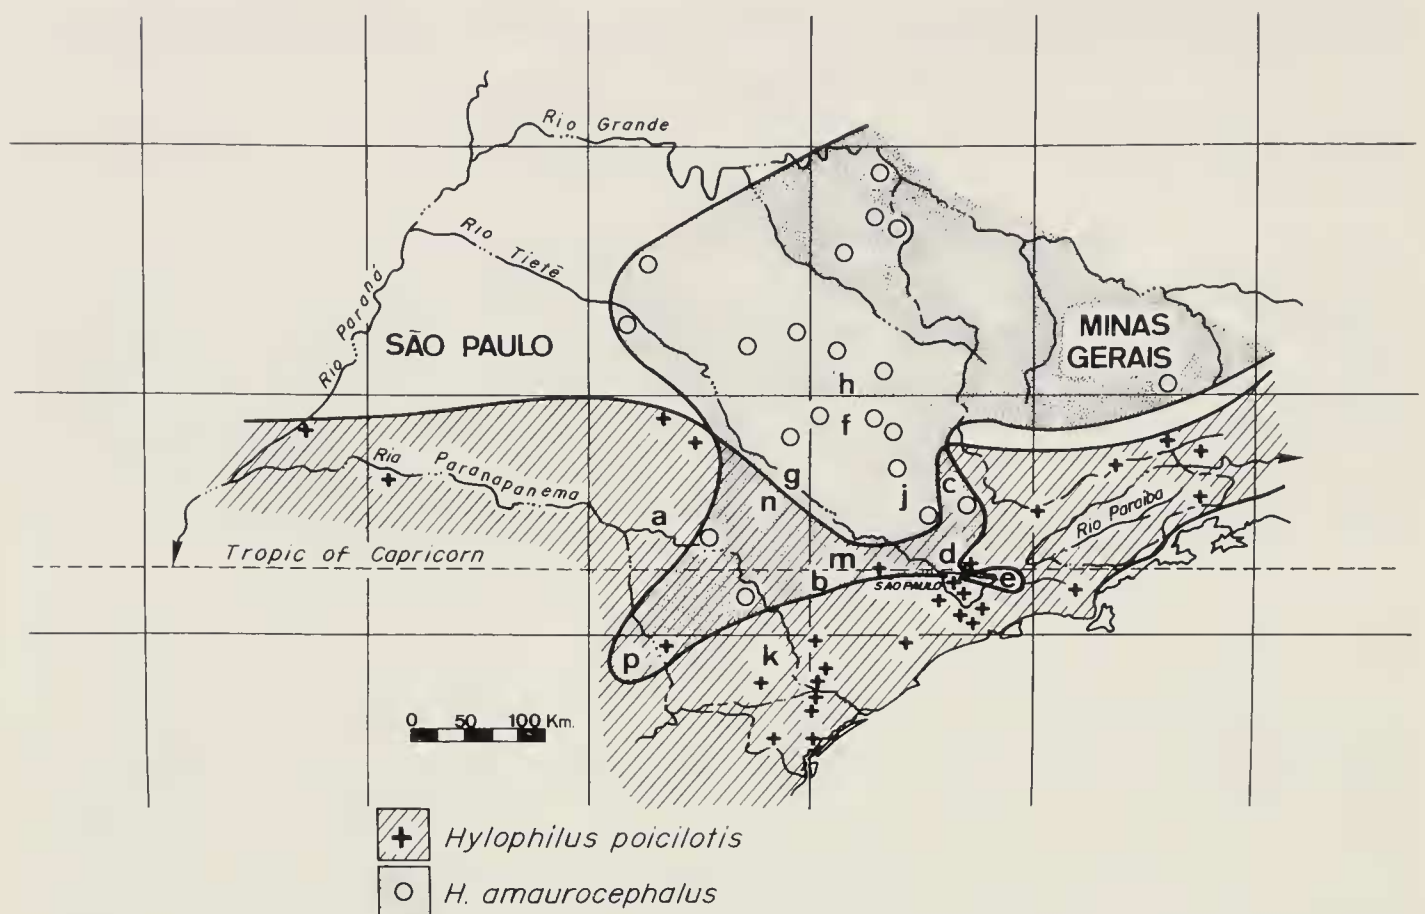 Rio Grande
Rio Tietê
Rio Paraná
SÃO PAULO
MINAS
GERAIS
h
f
g
j
c
n
a
Rio Paranapanema
Rio Paraíba
m
d
Tropic of Capricorn
b
SÃO PAULO
e
p
k
0 50 100 Km.
Hylophilus poicilotis
H. amaurocephalus